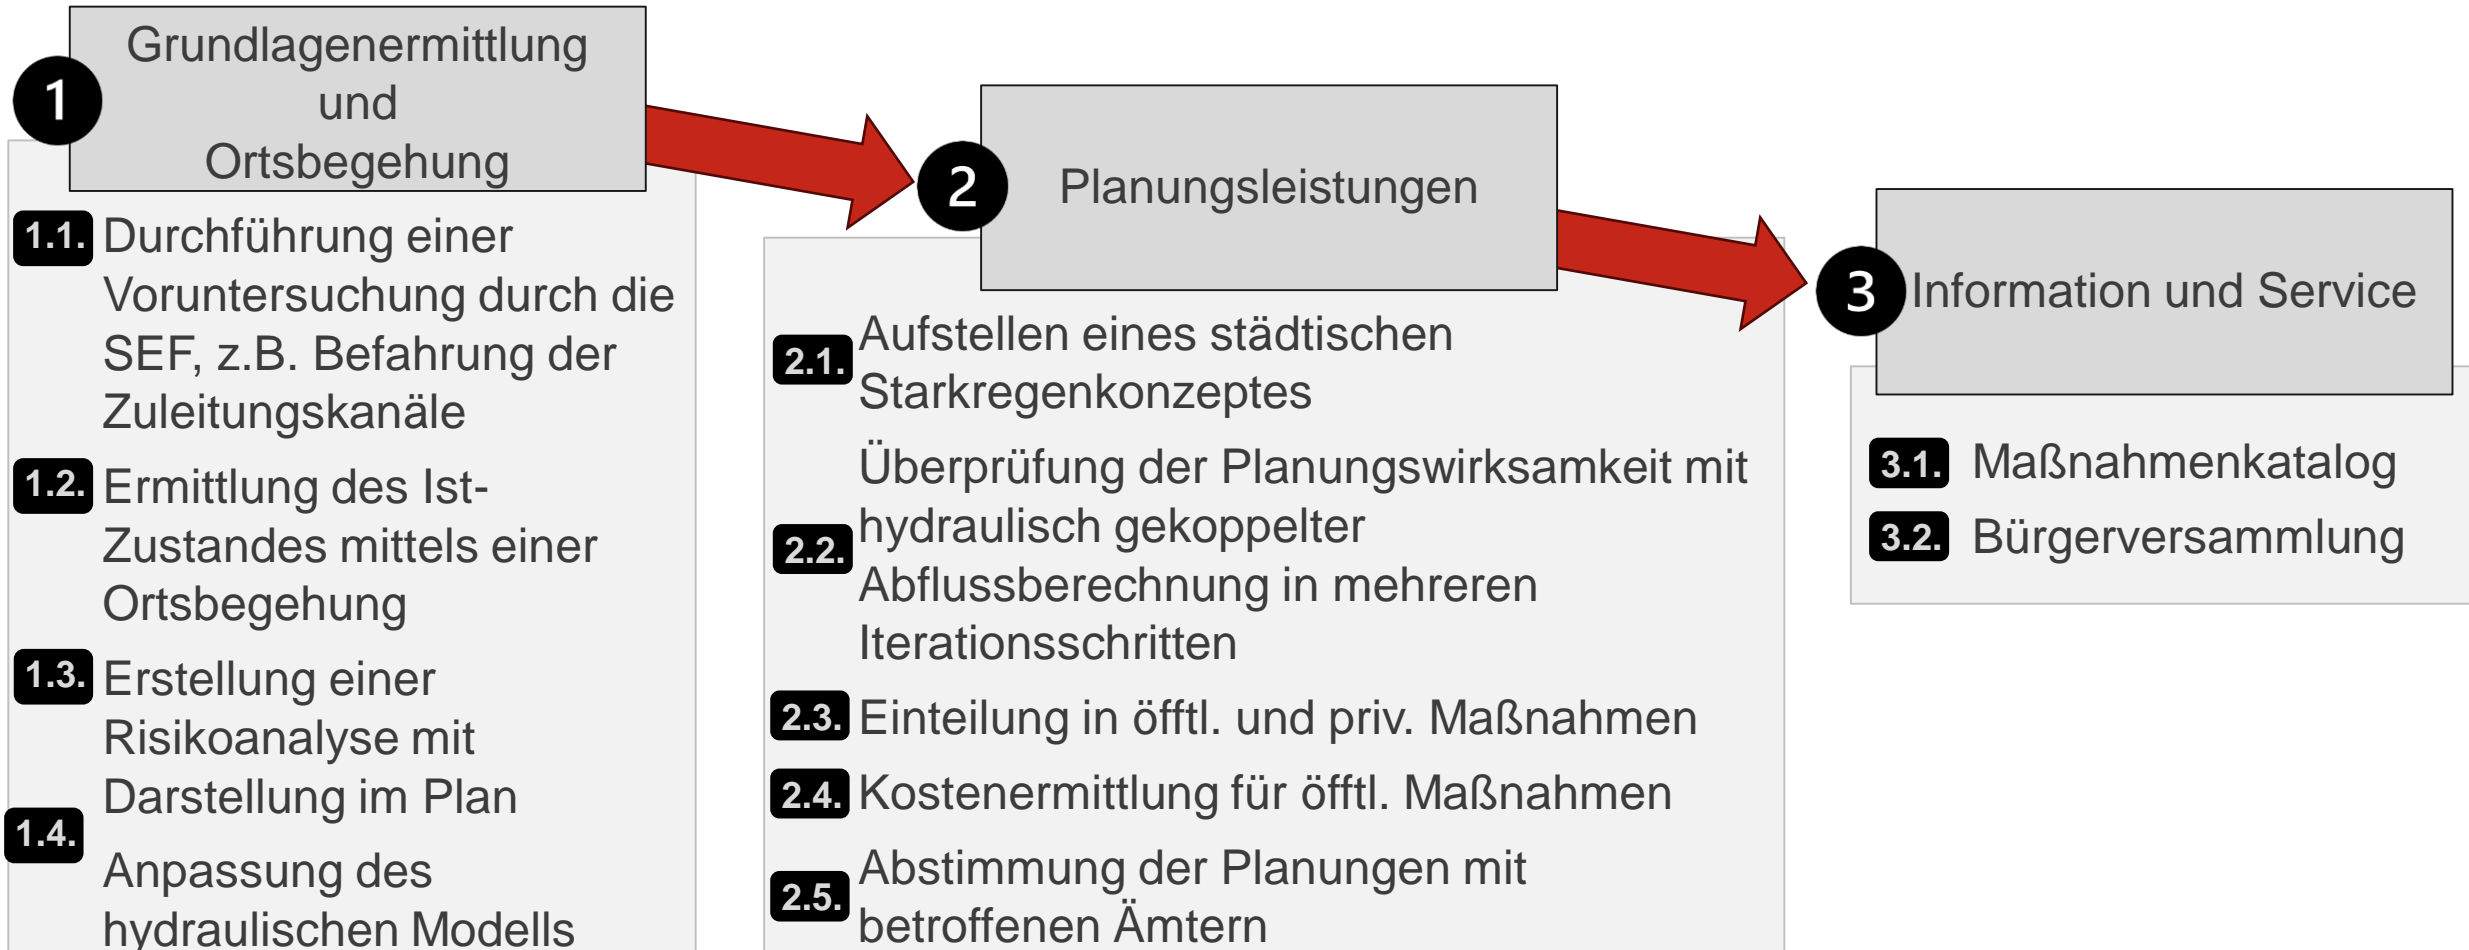 1
Grundlagenermittlung
und
Ortsbegehung
1.1. Durchführung einer
Voruntersuchung durch die
SEF, z.B. Befahrung der
Zuleitungskanäle
1.2. Ermittlung des Ist-
Zustandes mittels einer
Ortsbegehung
1.3. Erstellung einer
Risikoanalyse mit
Darstellung im Plan
1.4.
Anpassung des
hydraulischen Modells
2 Planungsleistungen
2.1. Aufstellen eines städtischen
Starkregenkonzeptes
2.2. Überprüfung der Planungswirksamkeit mit
hydraulisch gekoppelter
Abflussberechnung in mehreren
Iterationsschritten
2.3. Einteilung in öfftl. und priv. Maßnahmen
2.4. Kostenermittlung für öfftl. Maßnahmen
2.5. Abstimmung der Planungen mit
betroffenen Ämtern
3 Information und Service
3.1. Maßnahmenkatalog
3.2. Bürgerversammlung